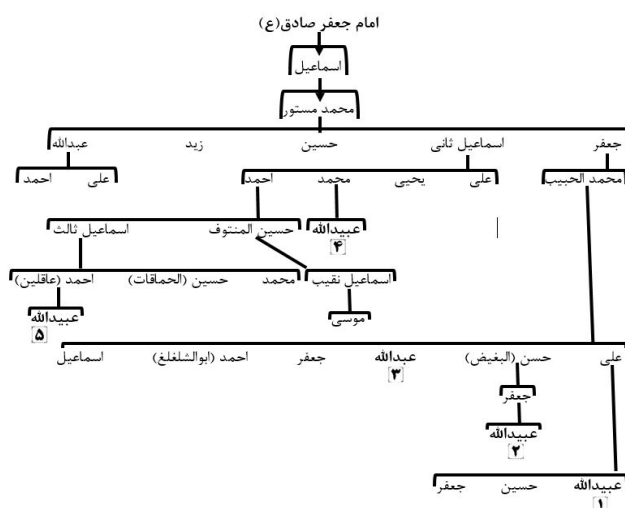 امام جعفر صادق(ع)
اسماعیل
محمد مستور
جعفر اسماعیل ثانی حسین زید عبدالله
محمد الحبیب علی یحیی محمد احمد علی احمد
عبیدالله حسین المنتوف اسماعیل ثالث
۴
اسماعیل نقیب محمد حسین (الحماقات) احمد (عاقلین)
موسی عبیدالله
۵
علی حسن (البغیض) عبدالله جعفر احمد (ابوالشلغلغ) اسماعیل
۳
جعفر
عبیدالله
۲
عبیدالله حسین جعفر
۱